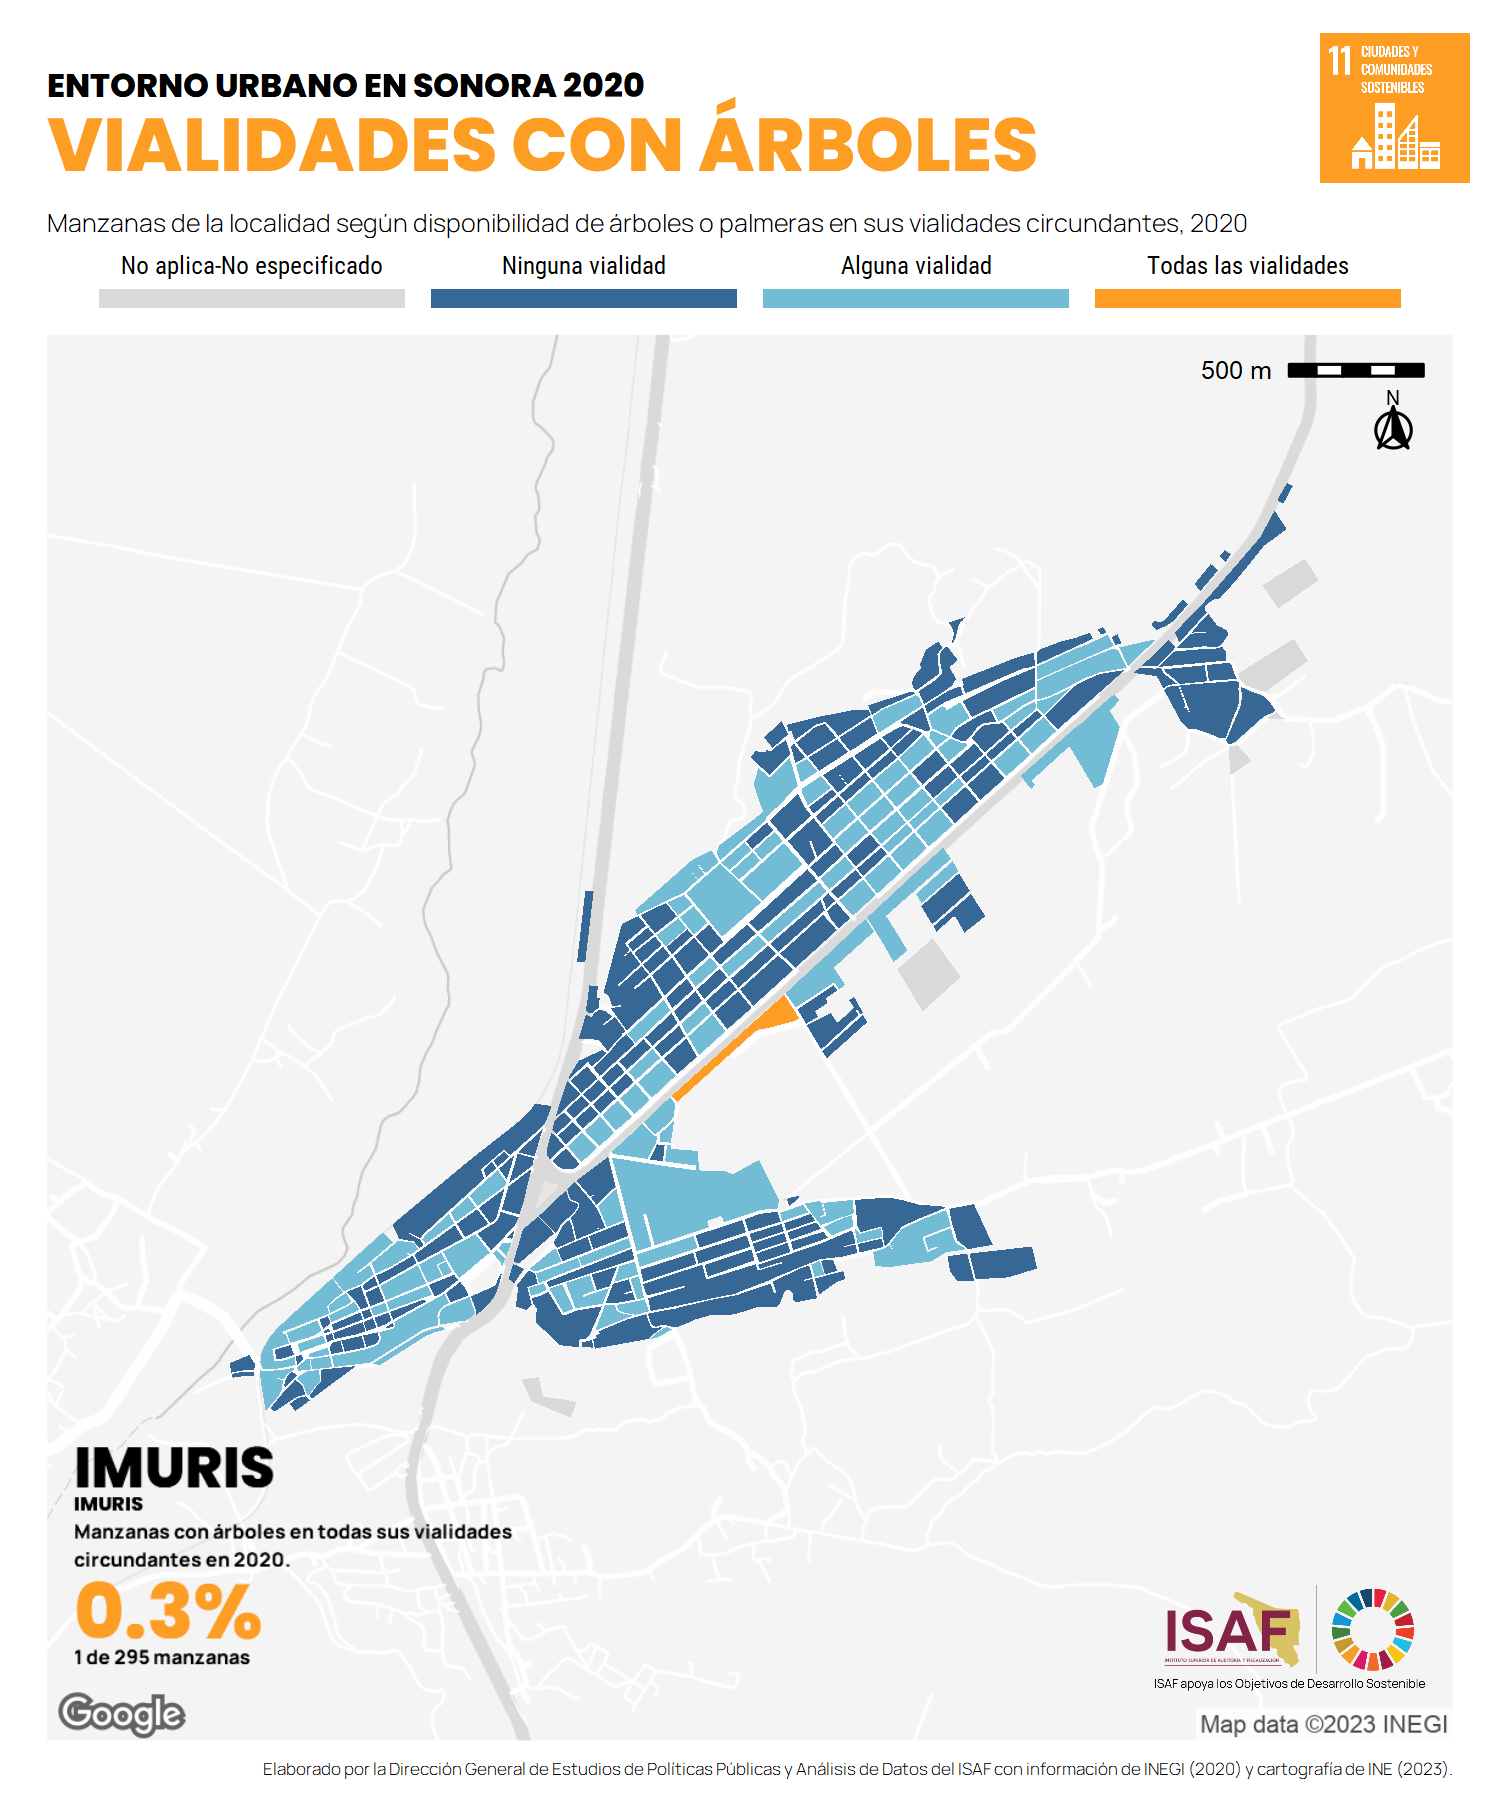 ENTORNO URBANO EN SONORA 2020
VIALIDADES CON ÁRBOLES
11 CIUDADES Y
COMUNIDADES
SOSTENIBLES
Manzanas de la localidad según disponibilidad de árboles o palmeras en sus vialidades circundantes, 2020
No aplica-No especificado
Ninguna vialidad
Alguna vialidad
Todas las vialidades
500 m
N
IMURIS
IMURIS
Manzanas con árboles en todas sus vialidades
circundantes en 2020.
0.3%
1 de 295 manzanas
ISAF
INSTITUTO SUPERIOR DE AUDITORÍA Y FISCALIZACIÓN
ISAF apoya los Objetivos de Desarrollo Sostenible
Google
Map data ©2023 INEGI
Elaborado por la Dirección General de Estudios de Políticas Públicas y Análisis de Datos del ISAF con información de INEGI (2020) y cartografía de INE (2023).